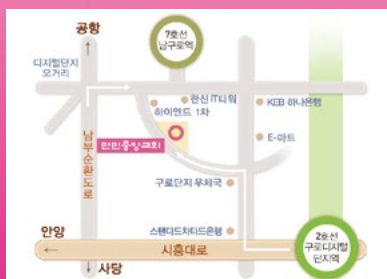 공항
7호선
남구로역
디지털단지
오거리
한신 IT타워
하이엔드 1차
KEB 하나은행
만민중앙교회
E-마트
남부순환도로
구로단지 우체국
스탠다드차타드은행
2호선
구로디지털
단지역
안양
시흥대로
사당